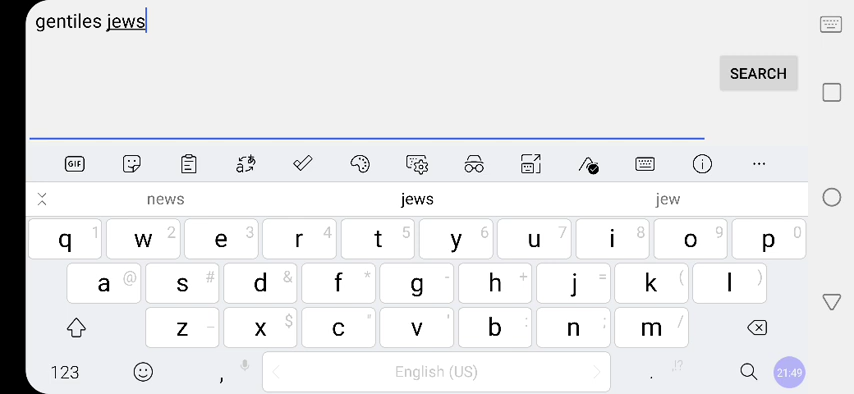 gentiles jews
SEARCH
GIF
news jews jew
q 1 w 2 e 3 r 4 t 5 y 6 u 7 i 8 o 9 p 0
a @ s # d & f * g - h + j = k ( l )
z _ x $ c " v ' b : n ; m /
123 , English (US) . .!? 21:49